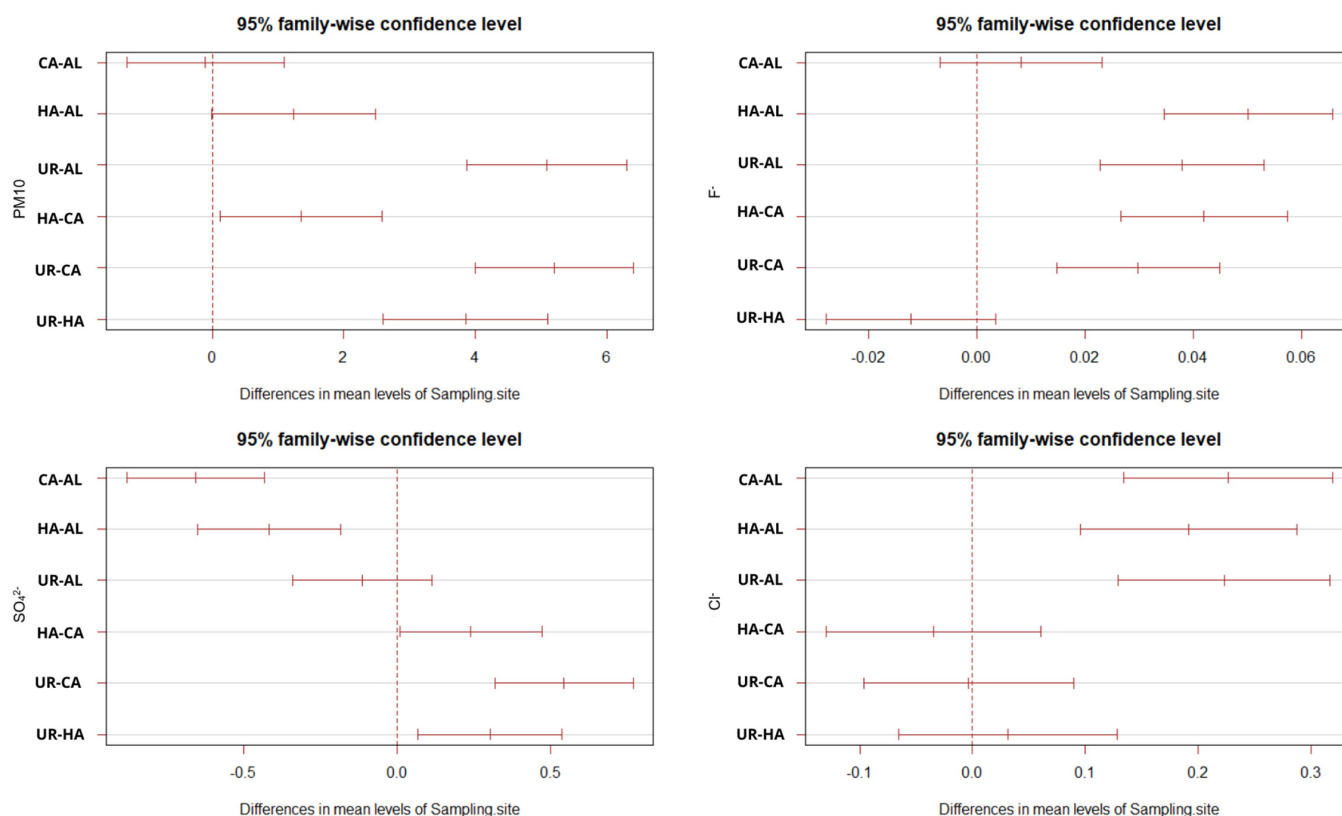 95% family-wise confidence level
CA-AL
HA-AL
UR-AL
HA-CA
UR-CA
UR-HA
PM10
0 2 4 6
Differences in mean levels of Sampling.site
95% family-wise confidence level
CA-AL
HA-AL
UR-AL
HA-CA
UR-CA
UR-HA
F⁻
-0.02 0.00 0.02 0.04 0.06
Differences in mean levels of Sampling.site
95% family-wise confidence level
CA-AL
HA-AL
UR-AL
HA-CA
UR-CA
UR-HA
SO₄²⁻
-0.5 0.0 0.5
Differences in mean levels of Sampling.site
95% family-wise confidence level
CA-AL
HA-AL
UR-AL
HA-CA
UR-CA
UR-HA
Cl⁻
-0.1 0.0 0.1 0.2 0.3
Differences in mean levels of Sampling.site